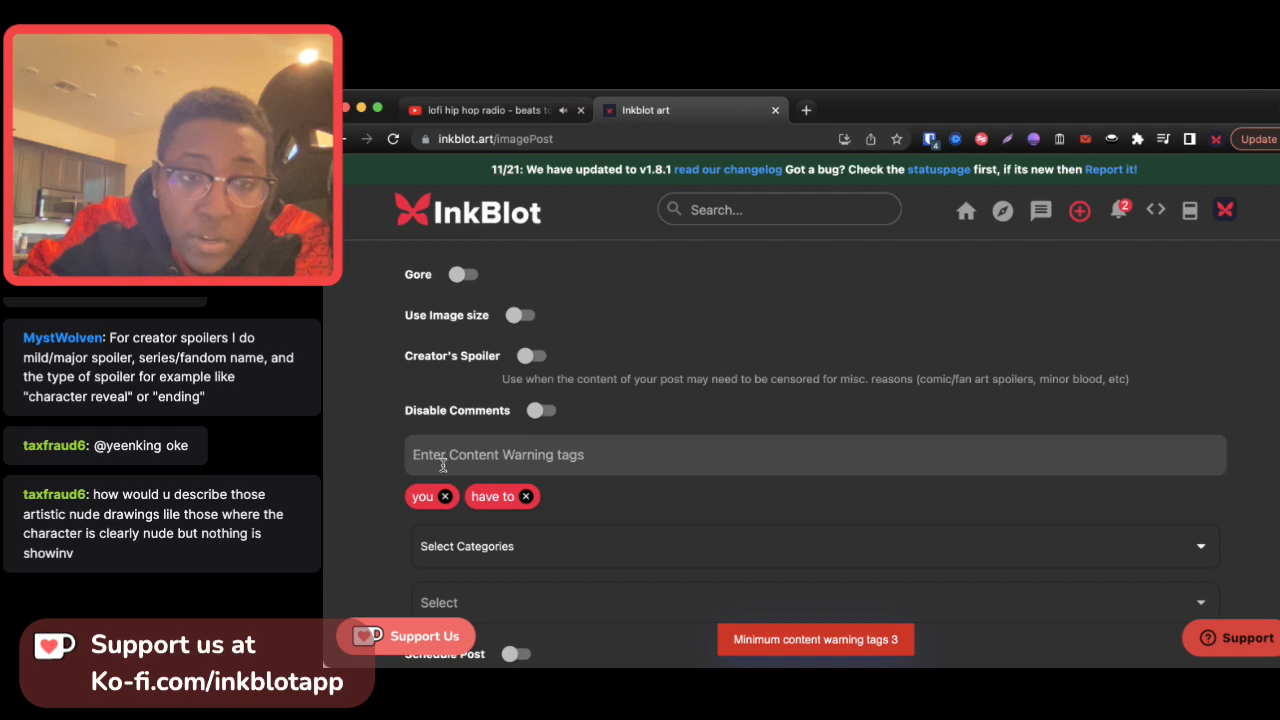 lofi hip hop radio - beats to
Inkblot art
inkblot.art/imagePost
4
Update
11/21: We have updated to v1.8.1 read our changelog Got a bug? Check the statuspage first, if its new then Report it!
InkBlot
Search...
2
Gore
Use Image size
Creator's Spoiler
Use when the content of your post may need to be censored for misc. reasons (comic/fan art spoilers, minor blood, etc)
Disable Comments
Enter Content Warning tags
you
have to
Select Categories
Select
Schedule Post
Support Us
Minimum content warning tags 3
Support
MystWolven: For creator spoilers I do
mild/major spoiler, series/fandom name, and
the type of spoiler for example like
"character reveal" or "ending"
taxfraud6: @yeenking oke
taxfraud6: how would u describe those
artistic nude drawings lile those where the
character is clearly nude but nothing is
showinv
Support us at
Ko-fi.com/inkblotapp